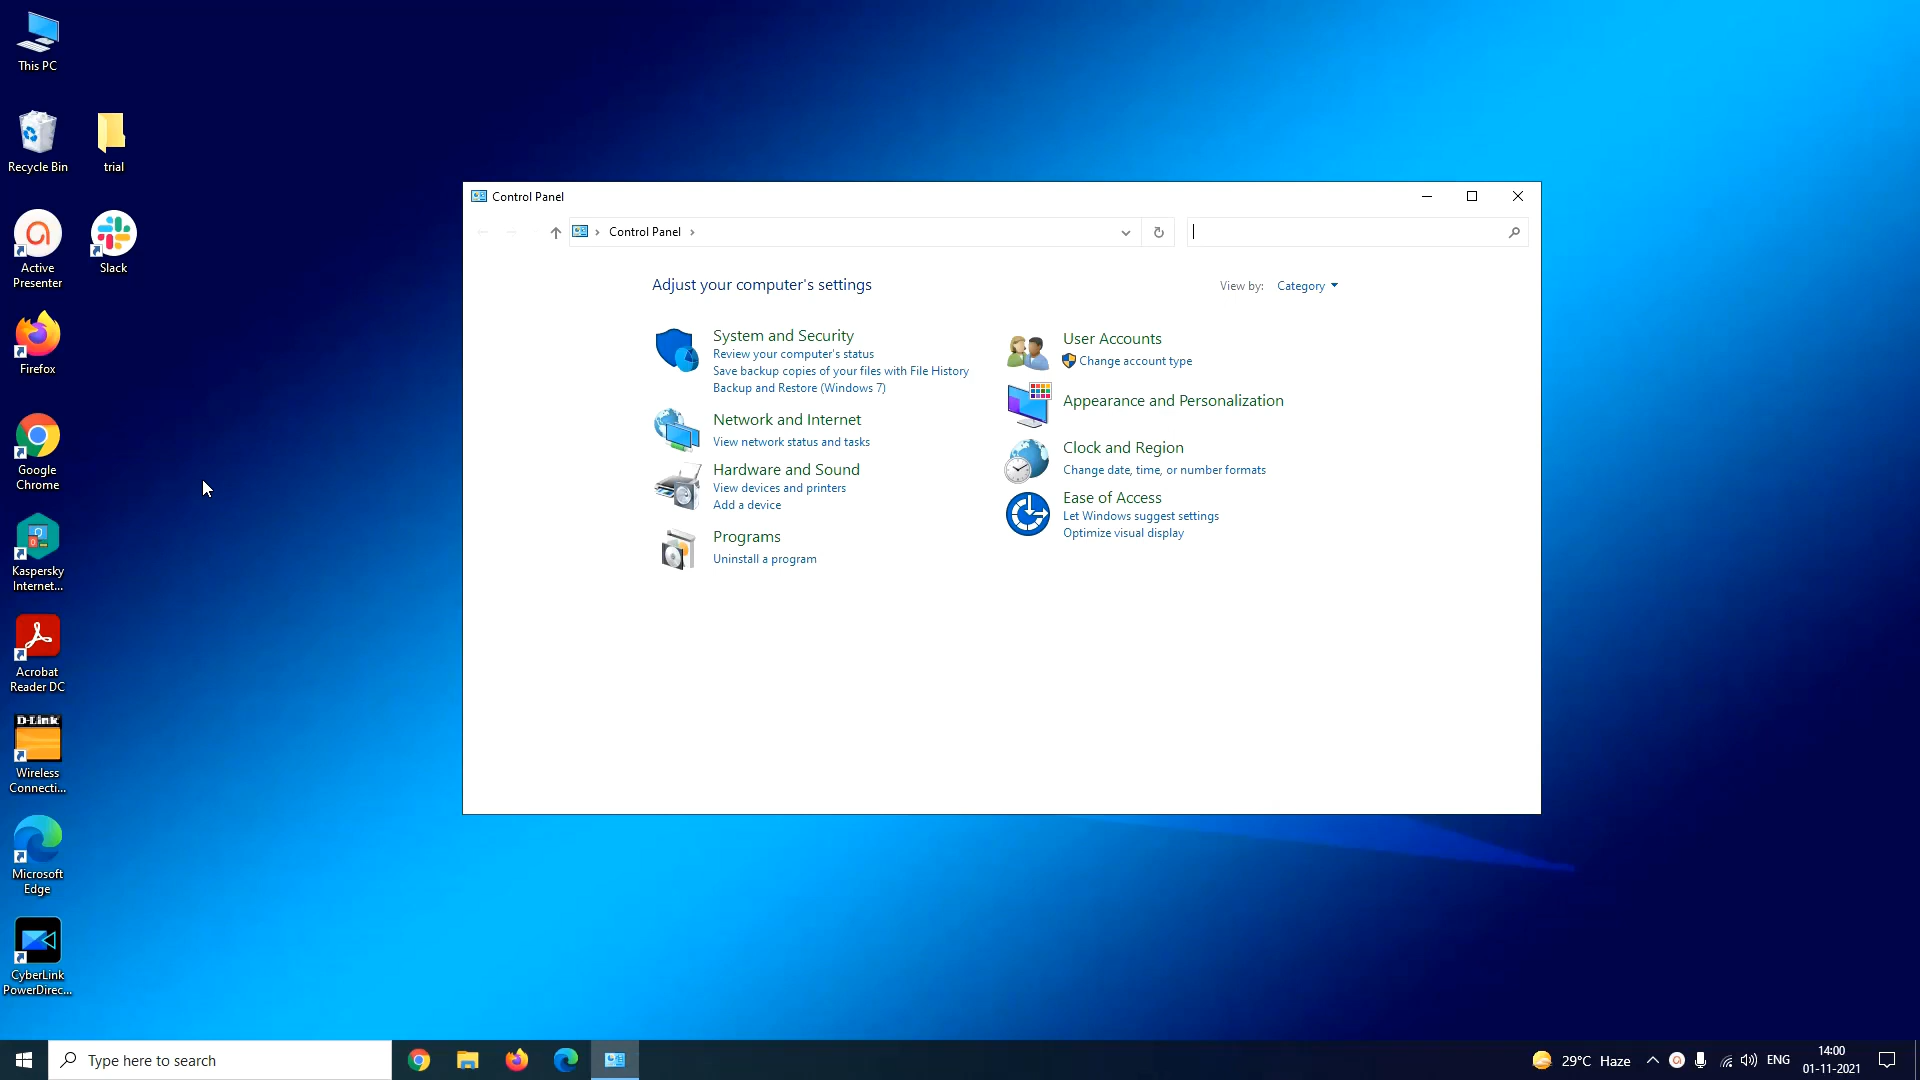 This PC
Recycle Bin
trial
Active
Presenter
Slack
Firefox
Google
Chrome
Kaspersky
Internet...
Acrobat
Reader DC
D-Link
Wireless
Connecti...
Microsoft
Edge
CyberLink
PowerDirec...
Control Panel
Control Panel
Adjust your computer's settings
View by: Category
System and Security
Review your computer's status
Save backup copies of your files with File History
Backup and Restore (Windows 7)
Network and Internet
View network status and tasks
Hardware and Sound
View devices and printers
Add a device
Programs
Uninstall a program
User Accounts
Change account type
Appearance and Personalization
Clock and Region
Change date, time, or number formats
Ease of Access
Let Windows suggest settings
Optimize visual display
Type here to search
29°C Haze
ENG
14:00
01-11-2021